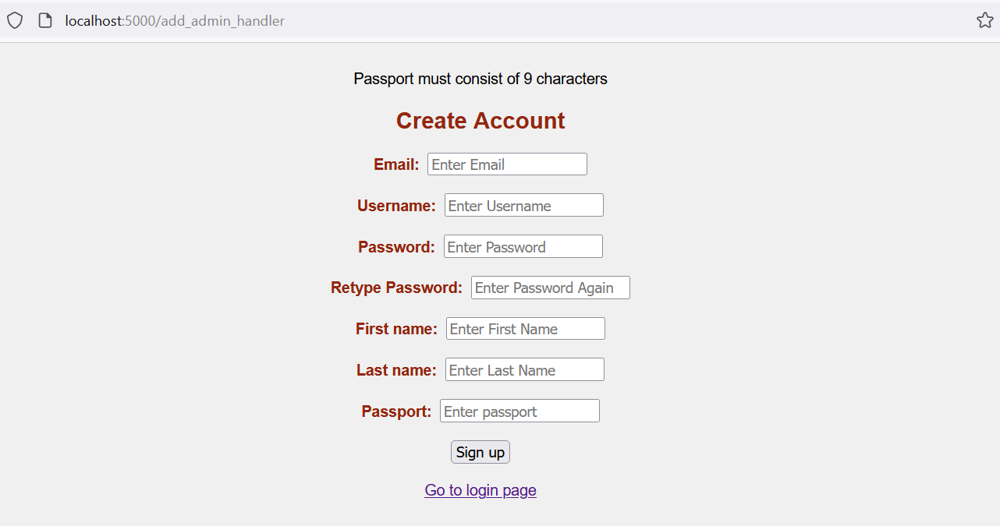 localhost:5000/add_admin_handler
Passport must consist of 9 characters
Create Account
Email: Enter Email
Username: Enter Username
Password: Enter Password
Retype Password: Enter Password Again
First name: Enter First Name
Last name: Enter Last Name
Passport: Enter passport
Sign up
Go to login page